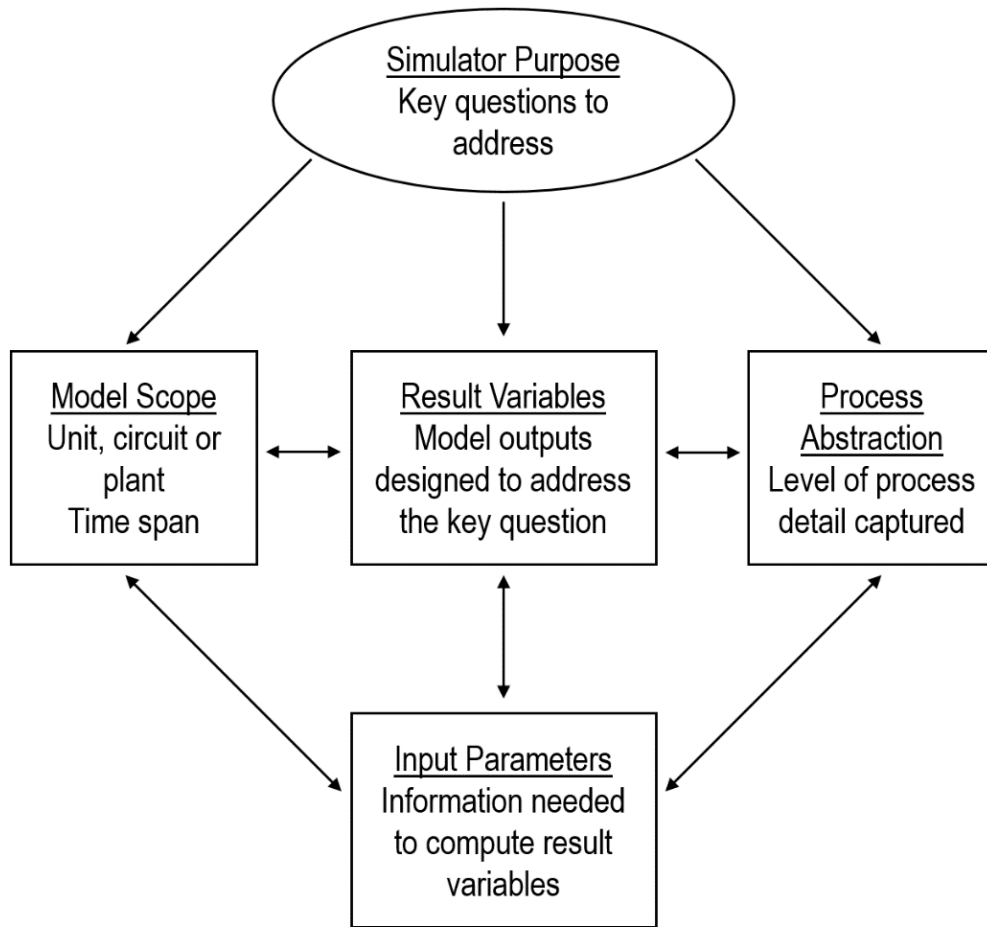 Simulator Purpose
Key questions to
address
Model Scope
Unit, circuit or
plant
Time span
Result Variables
Model outputs
designed to address
the key question
Process
Abstraction
Level of process
detail captured
Input Parameters
Information needed
to compute result
variables